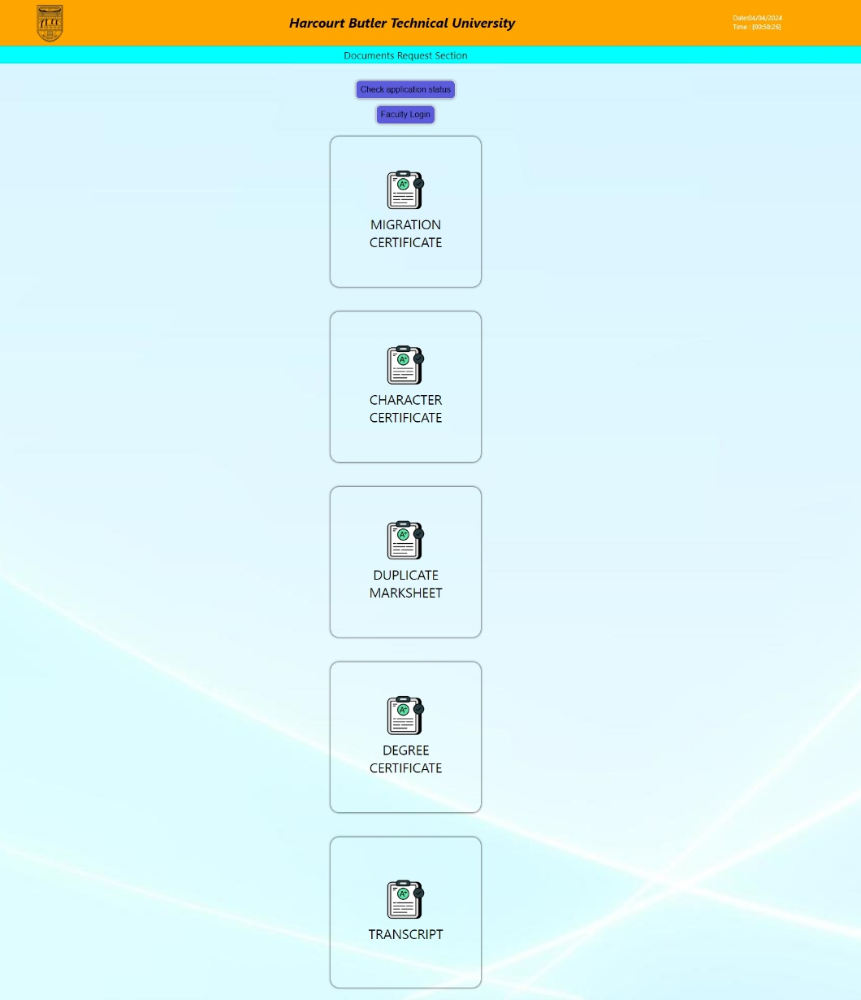 Harcourt Butler Technical University
Date:04/04/2024
Time : [00:58:26]
Documents Request Section
Check application status
Faculty Login
A+
MIGRATION
CERTIFICATE
A+
CHARACTER
CERTIFICATE
A+
DUPLICATE
MARKSHEET
A+
DEGREE
CERTIFICATE
A+
TRANSCRIPT